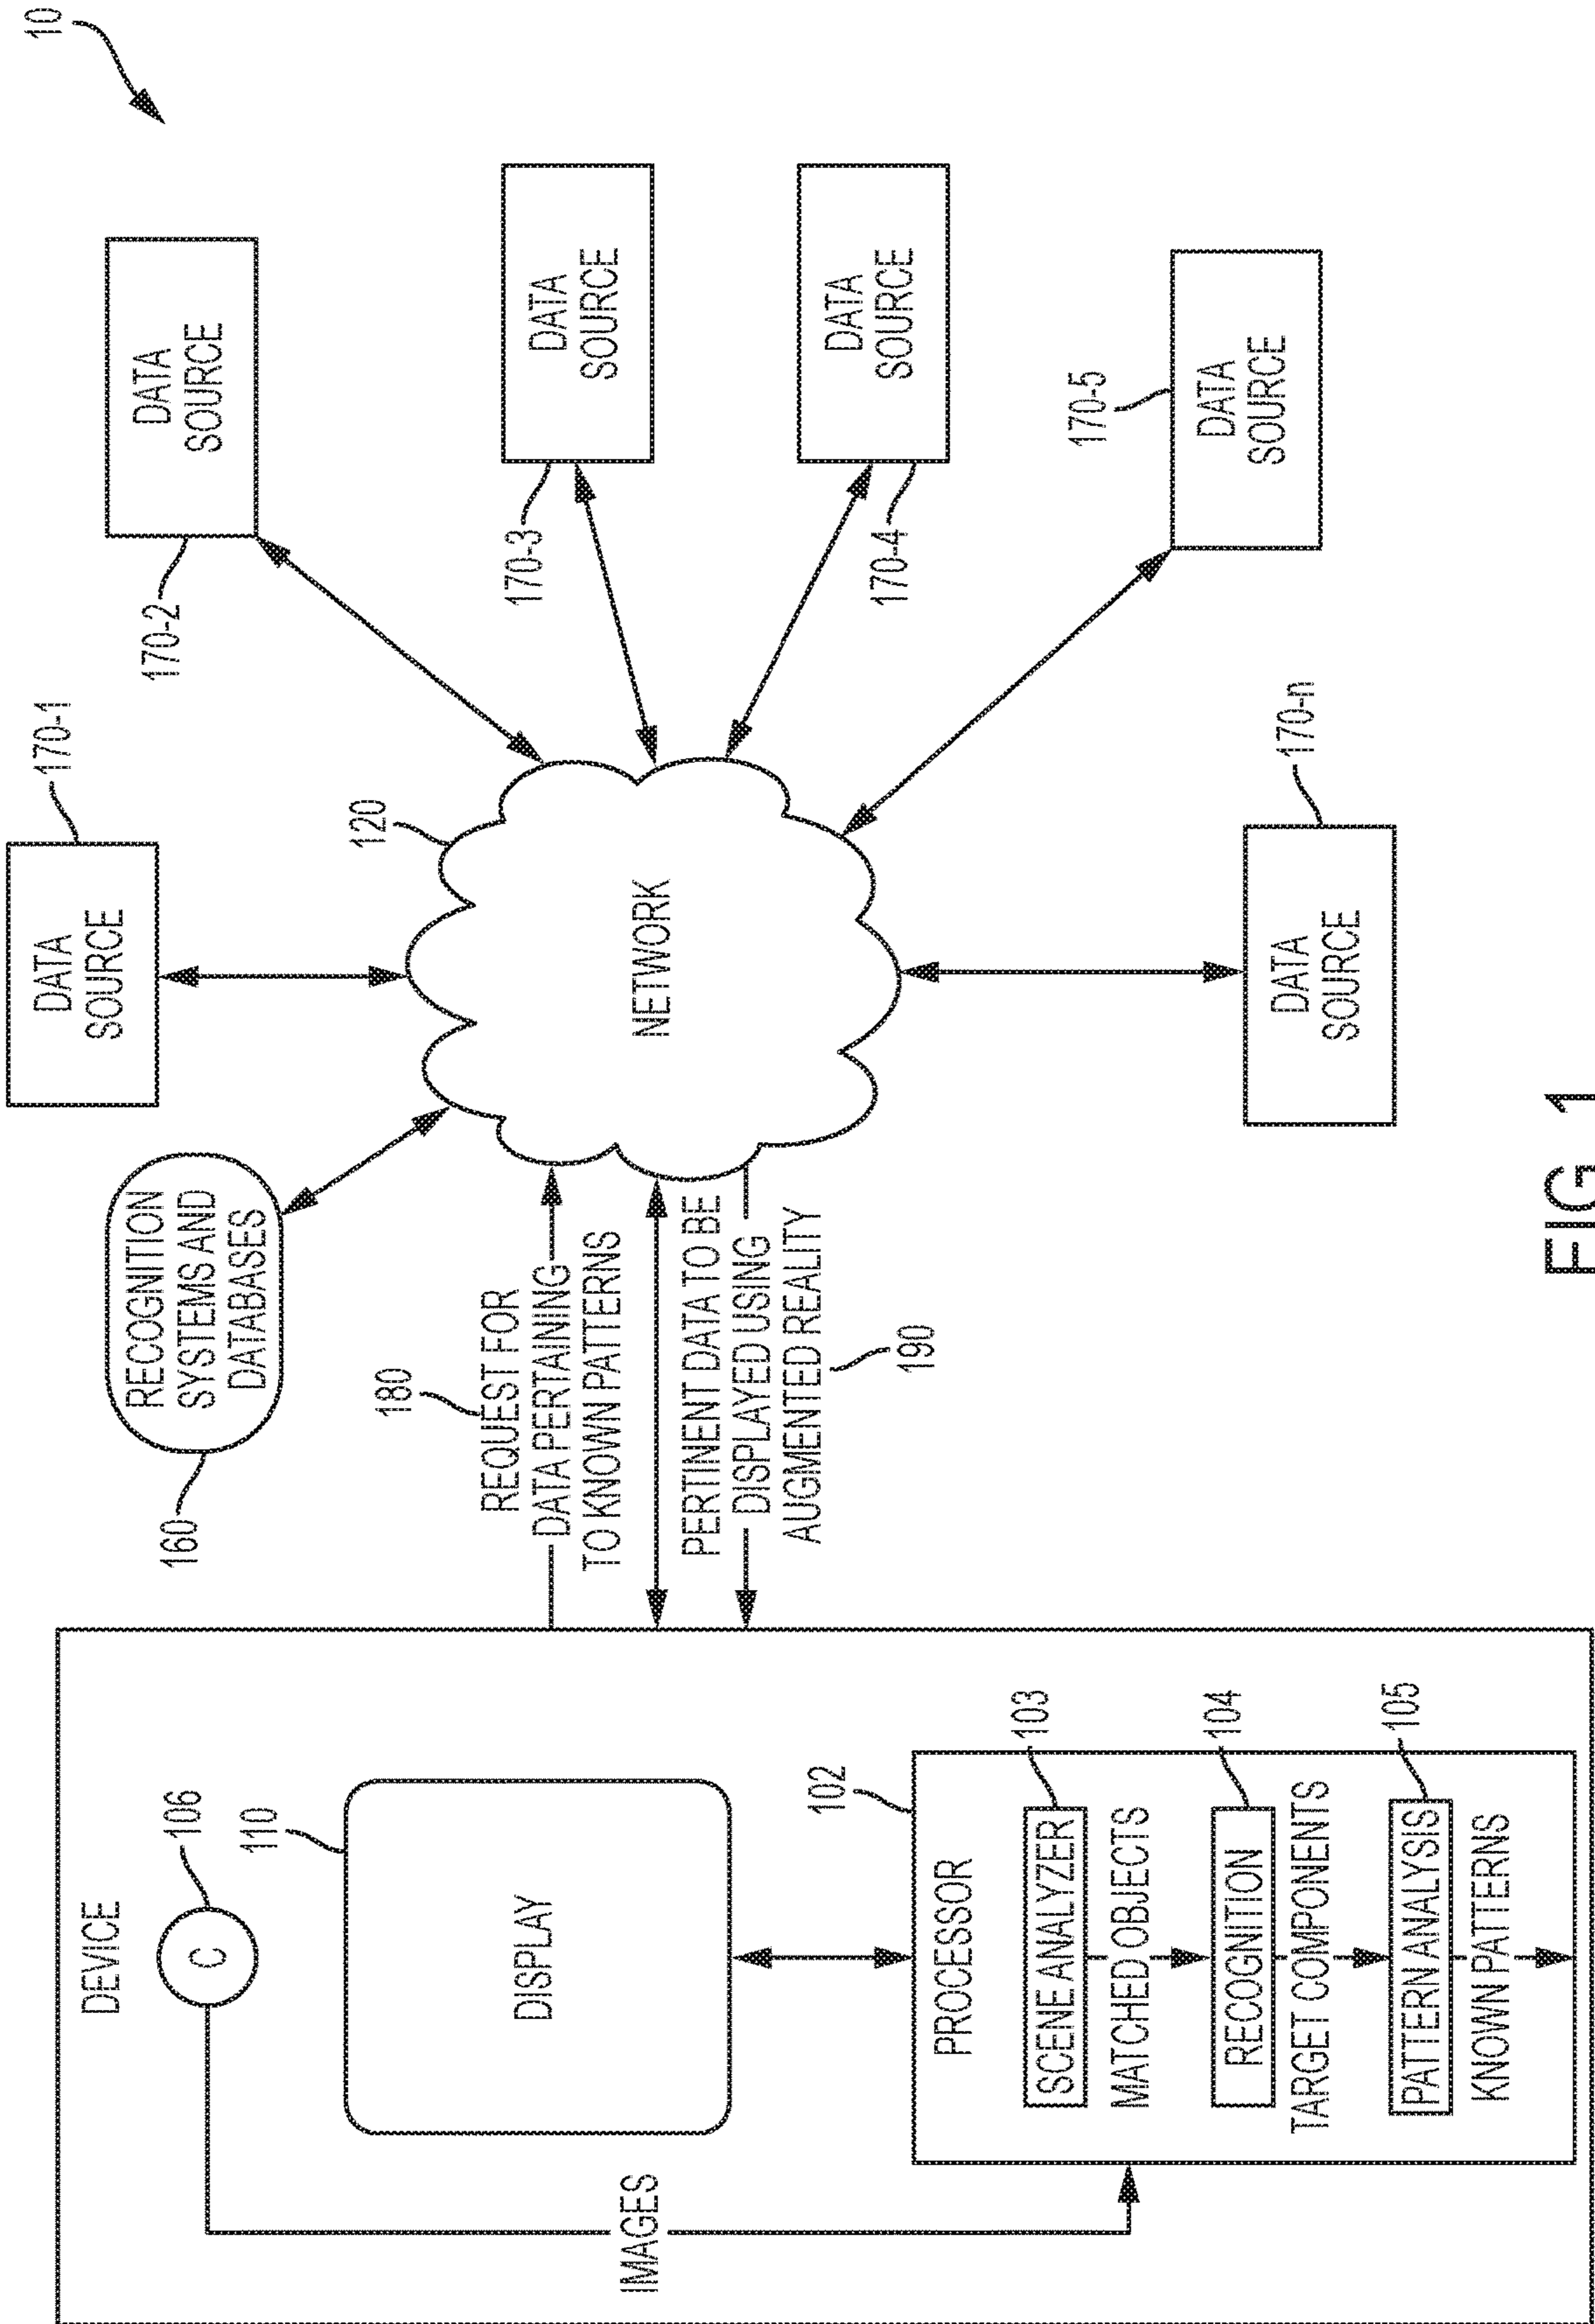 10
DEVICE
C
106
110
DISPLAY
IMAGES
102
PROCESSOR
SCENE ANALYZER
103
MATCHED OBJECTS
RECOGNITION
104
TARGET COMPONENTS
PATTERN ANALYSIS
105
KNOWN PATTERNS
RECOGNITION
SYSTEMS AND
DATABASES
160
180
REQUEST FOR
DATA PERTAINING
TO KNOWN PATTERNS
PERTINENT DATA TO BE
DISPLAYED USING
AUGMENTED REALITY
190
120
NETWORK
DATA
SOURCE
170-1
DATA
SOURCE
170-2
DATA
SOURCE
170-3
DATA
SOURCE
170-4
DATA
SOURCE
170-5
DATA
SOURCE
170-n
FIG 1